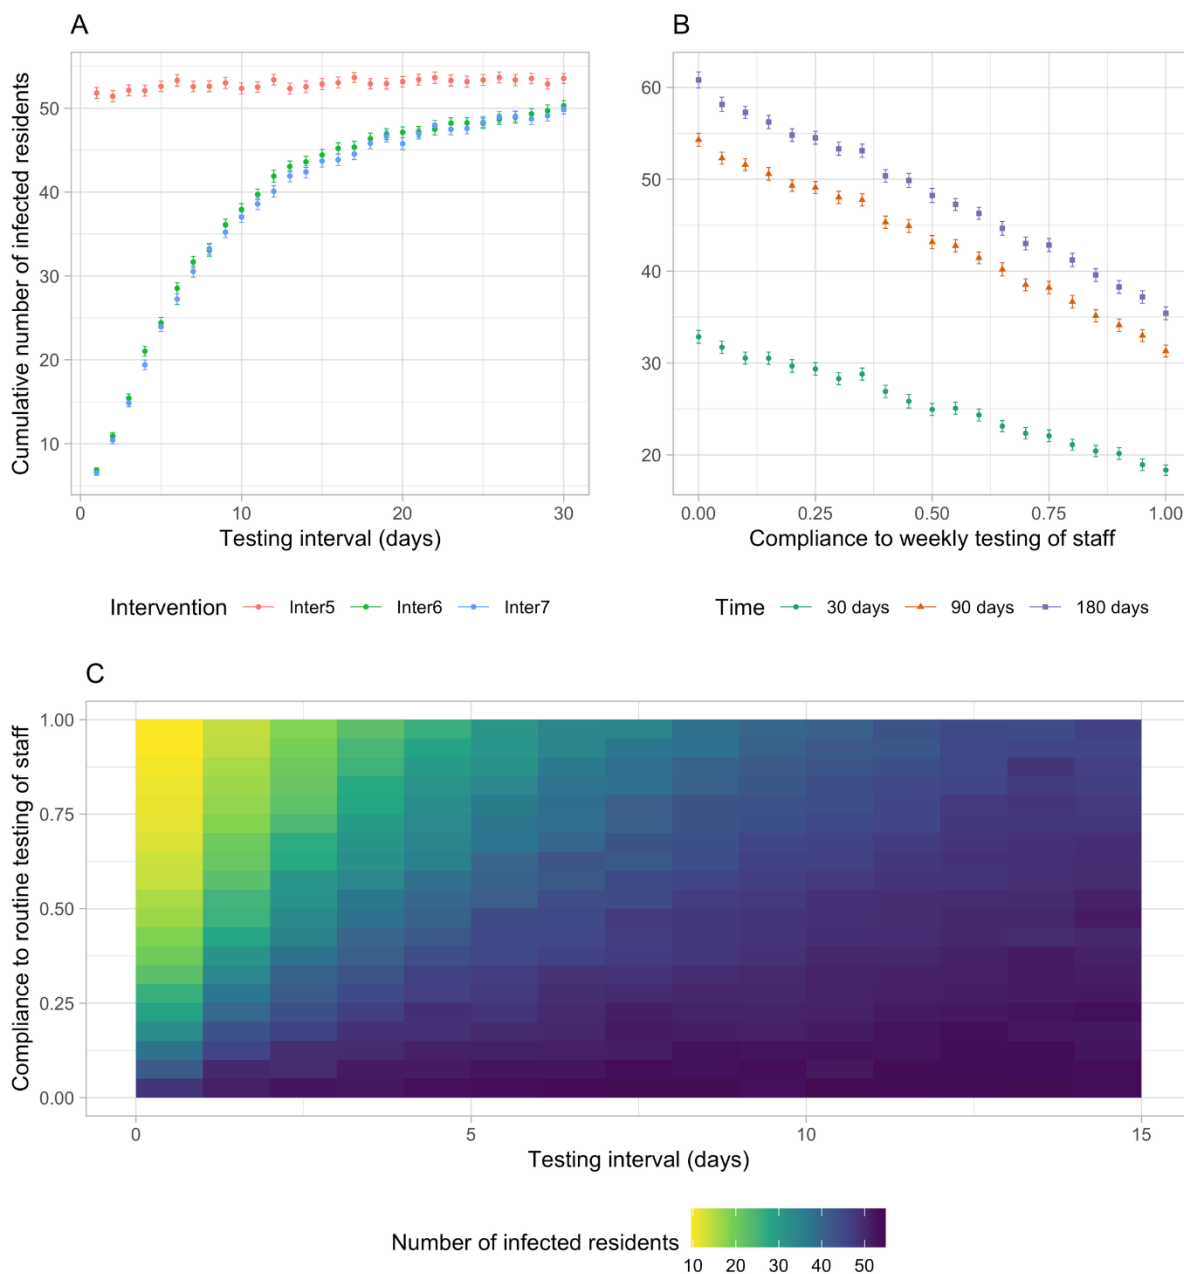 A
B
Cumulative number of infected residents
50
40
30
20
10
0
10
20
30
Testing interval (days)
60
50
40
30
20
0.00
0.25
0.50
0.75
1.00
Compliance to weekly testing of staff
Intervention Inter5 Inter6 Inter7
Time 30 days 90 days 180 days
C
Compliance to routine testing of staff
1.00
0.75
0.50
0.25
0.00
0
5
10
15
Testing interval (days)
Number of infected residents
10 20 30 40 50